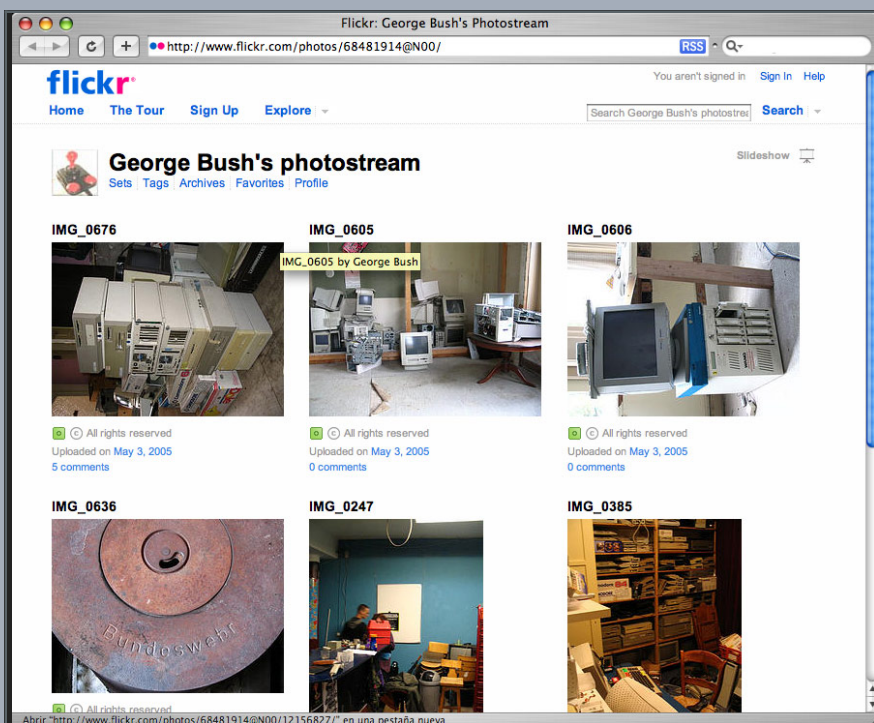 Flickr: George Bush's Photostream
http://www.flickr.com/photos/68481914@N00/ RSS Q
flickr
You aren't signed in Sign In Help
Home The Tour Sign Up Explore
Search George Bush's photostrea Search
George Bush's photostream
Slideshow
Sets Tags Archives Favorites Profile
IMG_0676 IMG_0605 IMG_0606
IMG_0605 by George Bush
© All rights reserved © All rights reserved © All rights reserved
Uploaded on May 3, 2005 Uploaded on May 3, 2005 Uploaded on May 3, 2005
5 comments 0 comments 0 comments
IMG_0636 IMG_0247 IMG_0385
Bundeswehr
© All rights reserved
Abrir "http://www.flickr.com/photos/68481914@N00/12156827/" en una pestaña nueva